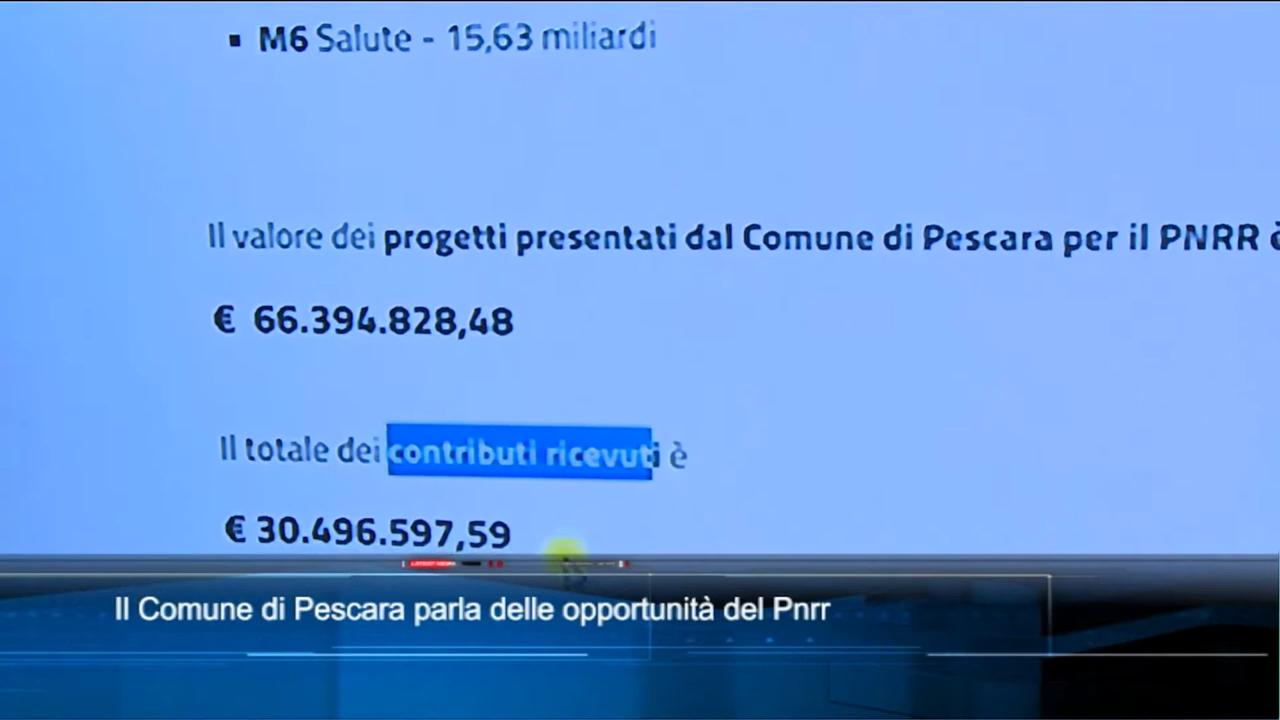 ▪ M6 Salute - 15,63 miliardi
Il valore dei progetti presentati dal Comune di Pescara per il PNRR è
€ 66.394.828,48
Il totale dei contributi ricevuti è
€ 30.496.597,59
Il Comune di Pescara parla delle opportunità del Pnrr